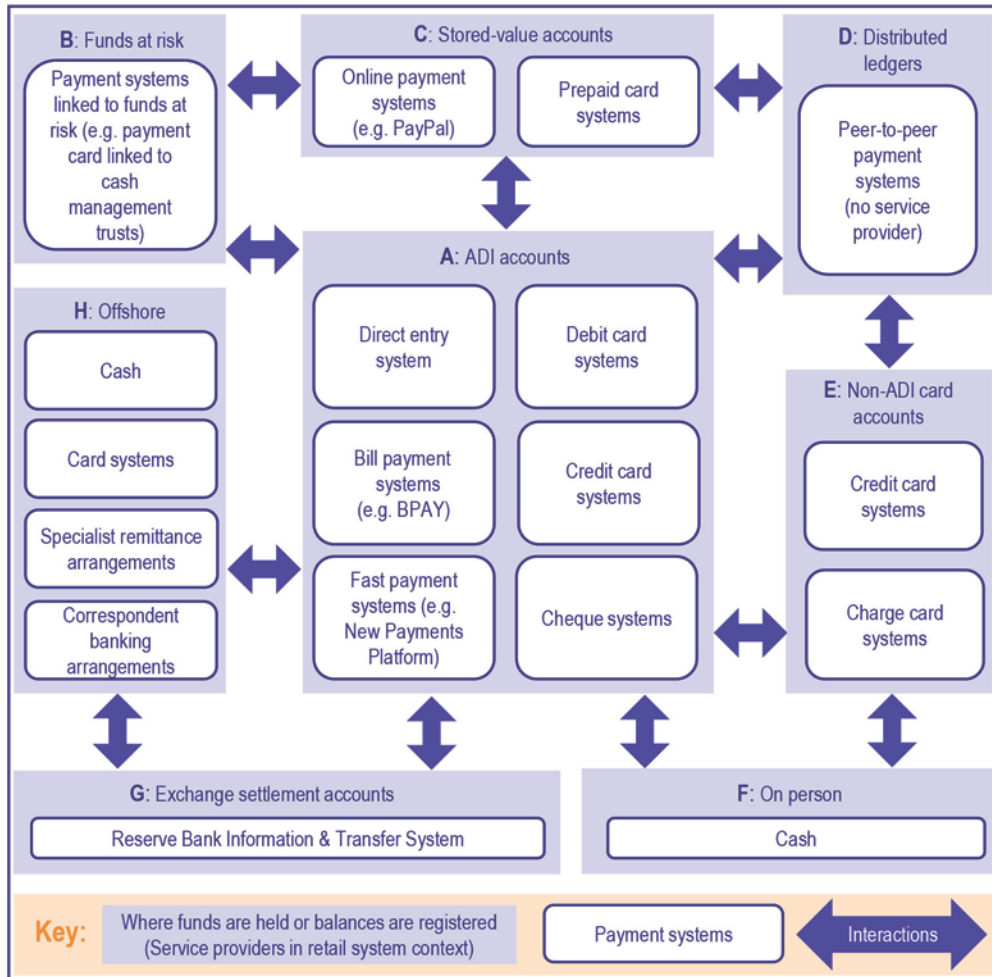 B: Funds at risk
Payment systems
linked to funds at
risk (e.g. payment
card linked to
cash
management
trusts)
C: Stored-value accounts
Online payment
systems
(e.g. PayPal)
Prepaid card
systems
D: Distributed
ledgers
Peer-to-peer
payment
systems
(no service
provider)
A: ADI accounts
Direct entry
system
Debit card
systems
Bill payment
systems
(e.g. BPAY)
Credit card
systems
Fast payment
systems (e.g.
New Payments
Platform)
Cheque systems
H: Offshore
Cash
Card systems
Specialist remittance
arrangements
Correspondent
banking
arrangements
E: Non-ADI card
accounts
Credit card
systems
Charge card
systems
G: Exchange settlement accounts
Reserve Bank Information & Transfer System
F: On person
Cash
Key:
Where funds are held or balances are registered
(Service providers in retail system context)
Payment systems
Interactions